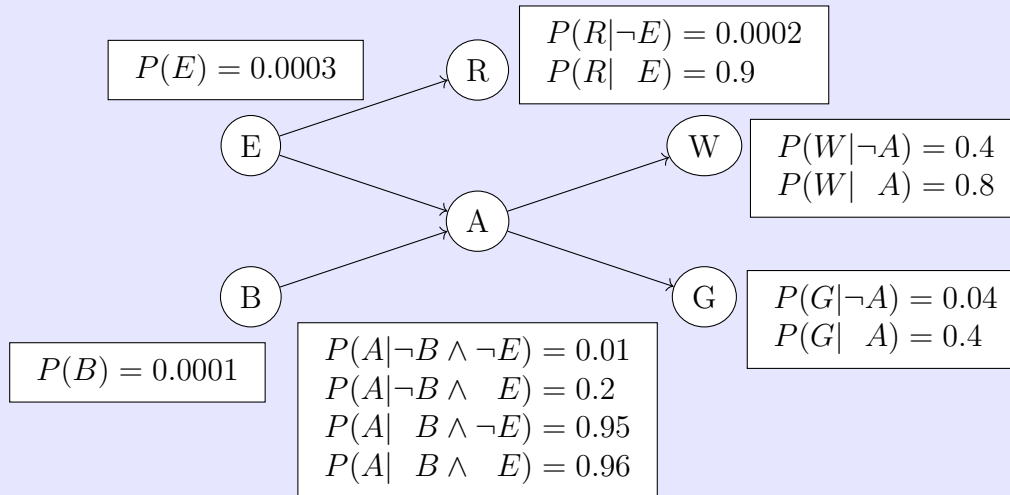 P(E) = 0.0003
R
P(R|¬E) = 0.0002
P(R| E) = 0.9
E
W
P(W|¬A) = 0.4
P(W| A) = 0.8
A
B
G
P(G|¬A) = 0.04
P(G| A) = 0.4
P(B) = 0.0001
P(A|¬B ∧ ¬E) = 0.01
P(A|¬B ∧ E) = 0.2
P(A| B ∧ ¬E) = 0.95
P(A| B ∧ E) = 0.96